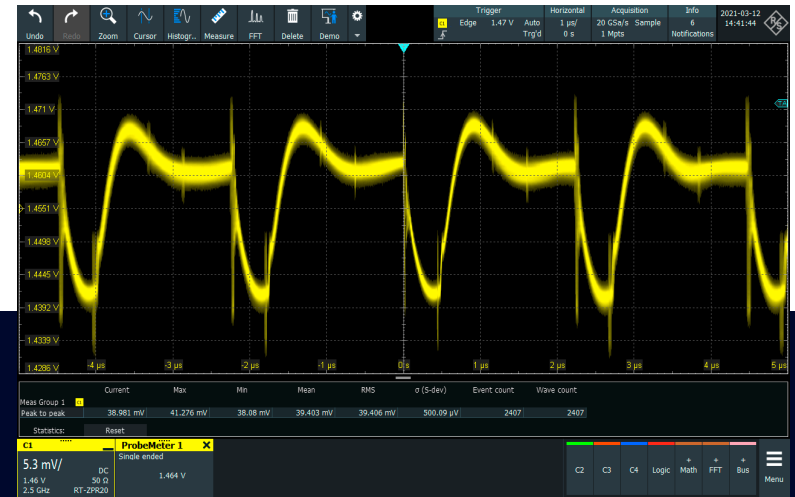 Trigger Horizontal Acquisition Info
C1 Edge 1.47 V Auto 1 µs/ 20 GSa/s Sample 6
Trg'd 0 s 1 Mpts Notifications
2021-03-12
14:41:44
Undo Redo Zoom Cursor Histogr... Measure FFT Delete Demo
1.4816 V
1.4763 V
1.471 V
TA
1.4657 V
1.4604 V
1.4551 V
1.4498 V
1.4445 V
1.4392 V
1.4339 V
1.4286 V
-4 µs -3 µs -2 µs -1 µs 0 s 1 µs 2 µs 3 µs 4 µs 5 µs
Current Max Min Mean RMS σ (S-dev) Event count Wave count
Meas Group 1 C1
Peak to peak 38.981 mV 41.276 mV 38.08 mV 39.403 mV 39.406 mV 500.09 µV 2407 2407
Statistics: Reset
C1 ProbeMeter 1 X
5.3 mV/ Single ended
DC
1.46 V 50 Ω 1.464 V
2.5 GHz RT-ZPR20
C2 C3 C4 Logic + Math + FFT + Bus Menu